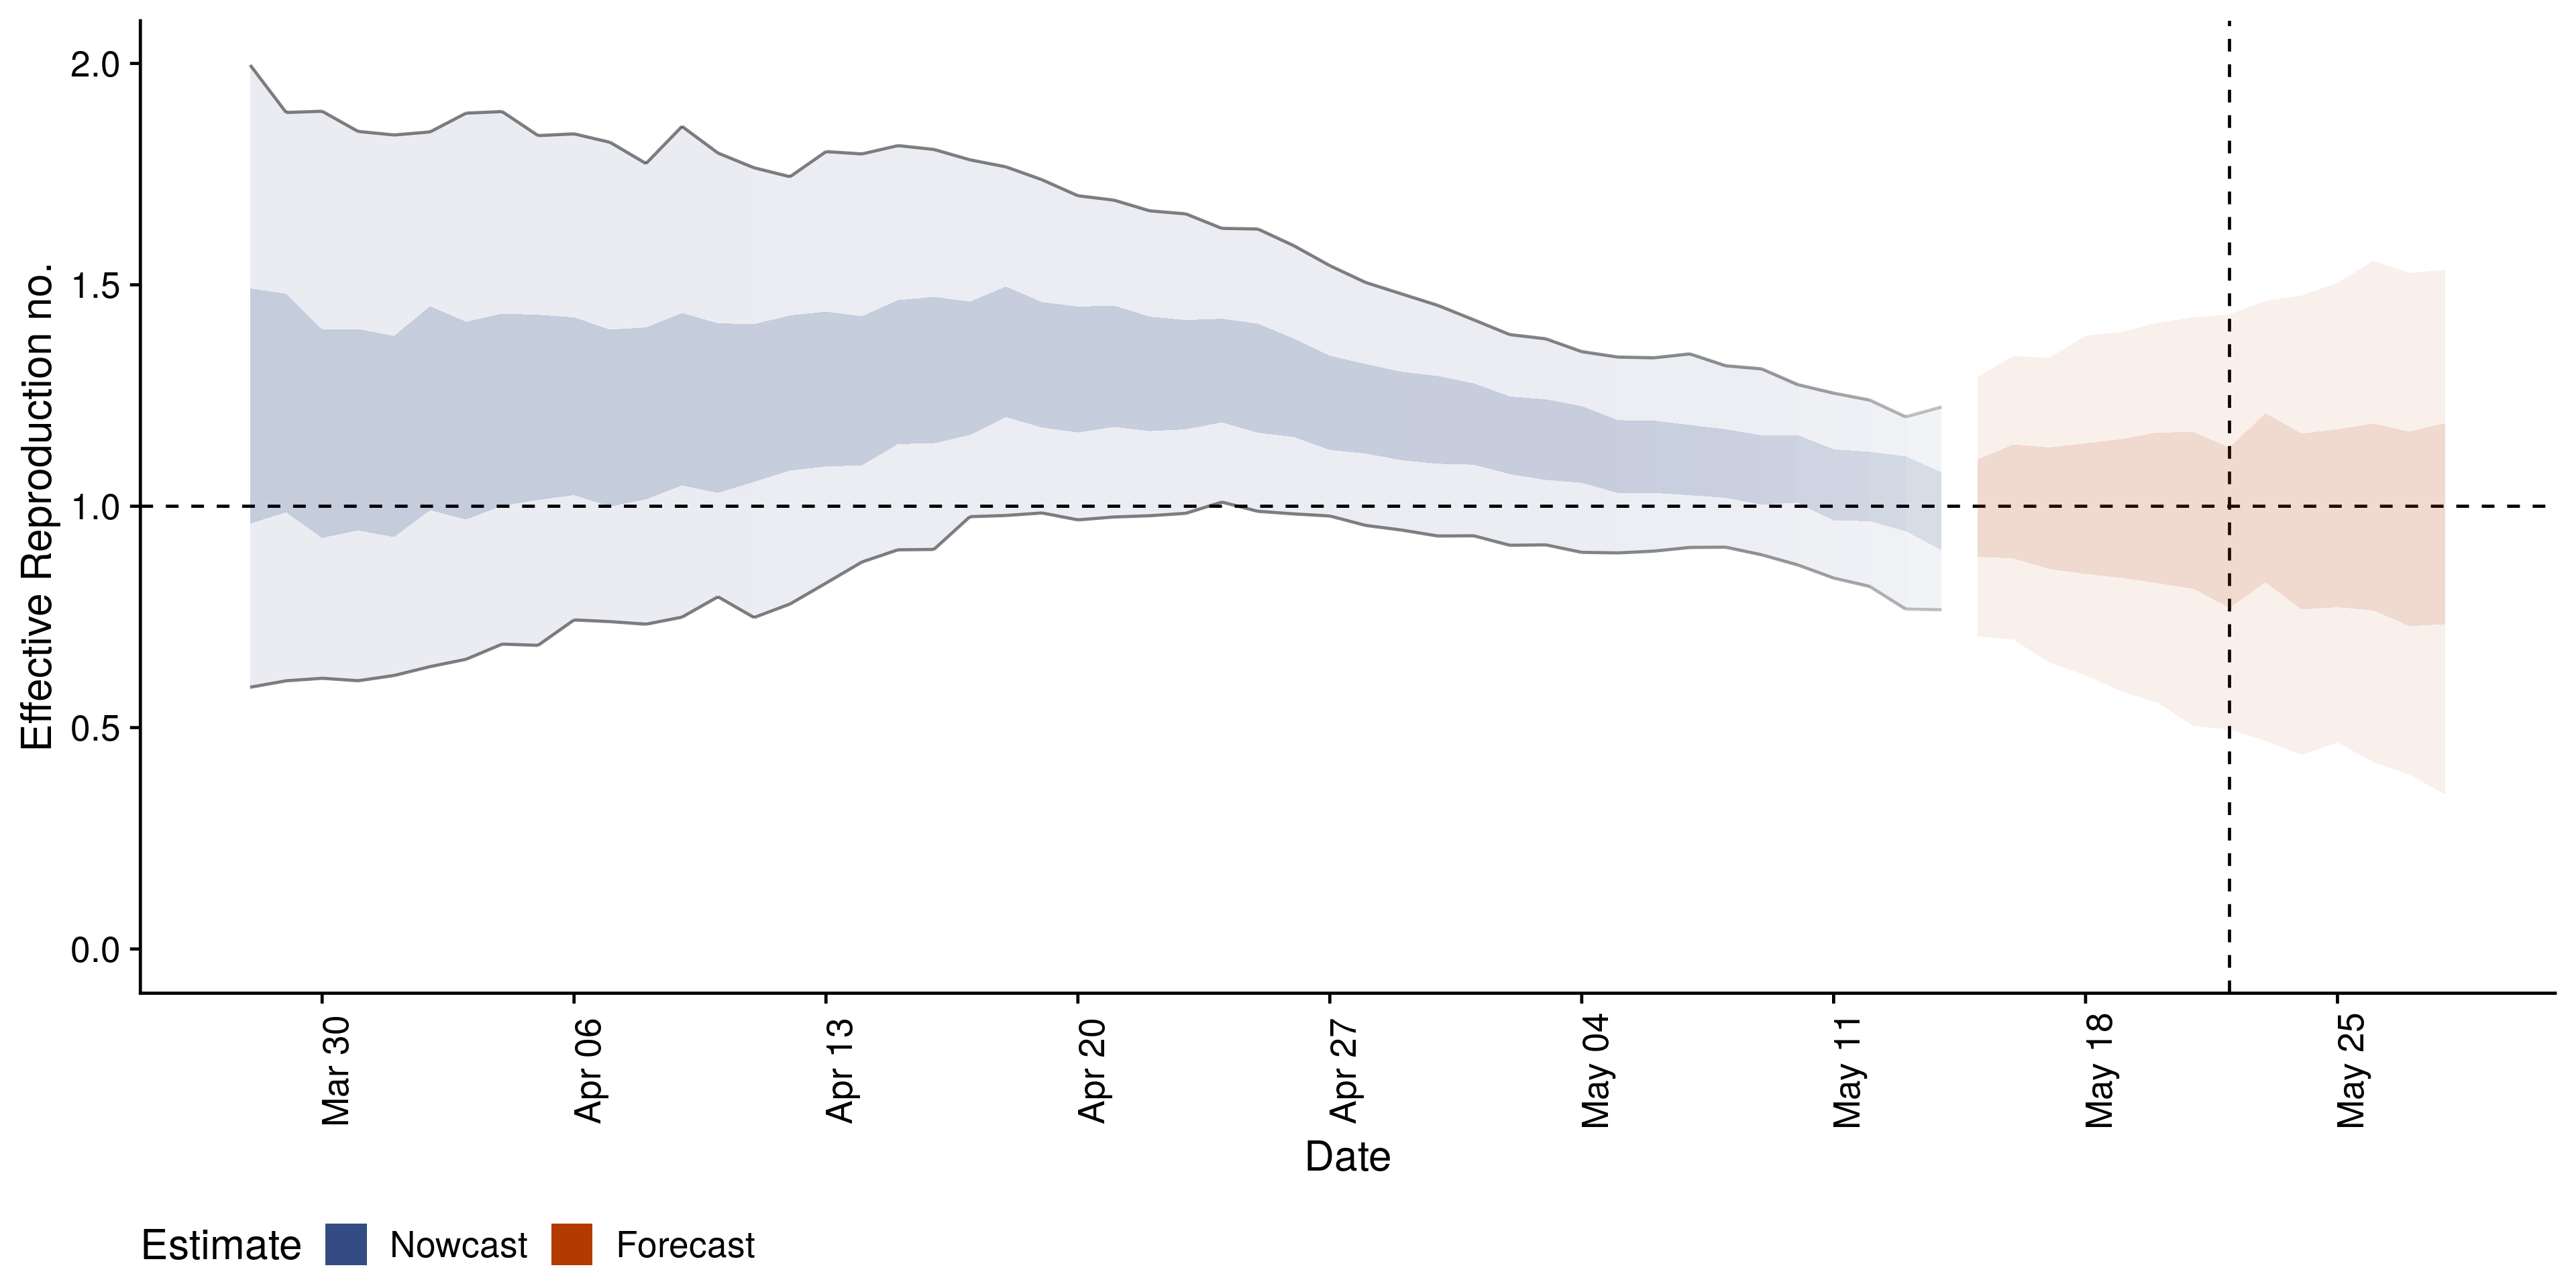 Effective Reproduction no.
2.0
1.5
1.0
0.5
0.0
Mar 30
Apr 06
Apr 13
Apr 20
Apr 27
May 04
May 11
May 18
May 25
Date
Estimate Nowcast Forecast